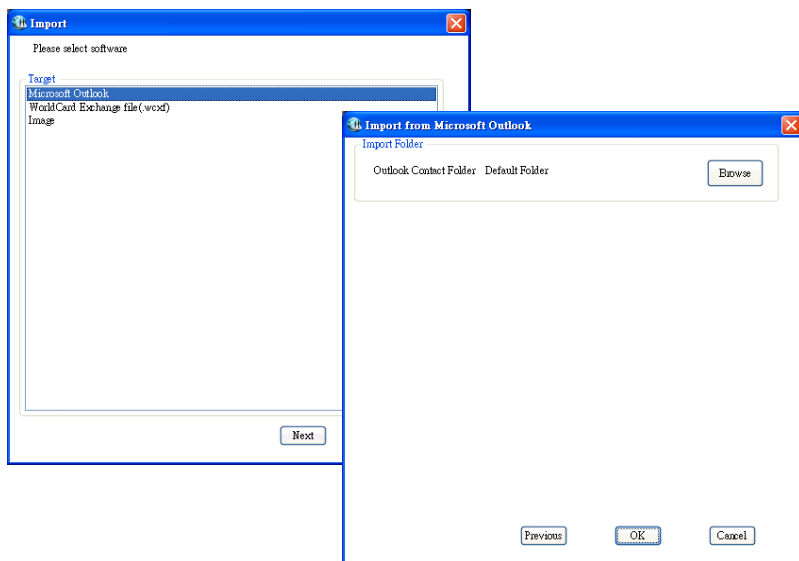 Import
Please select software
Target
Microsoft Outlook
WorldCard Exchange file(.wcxf)
Image
Next
Import from Microsoft Outlook
Import Folder
Outlook Contact Folder Default Folder
Browse
Previous
OK
Cancel